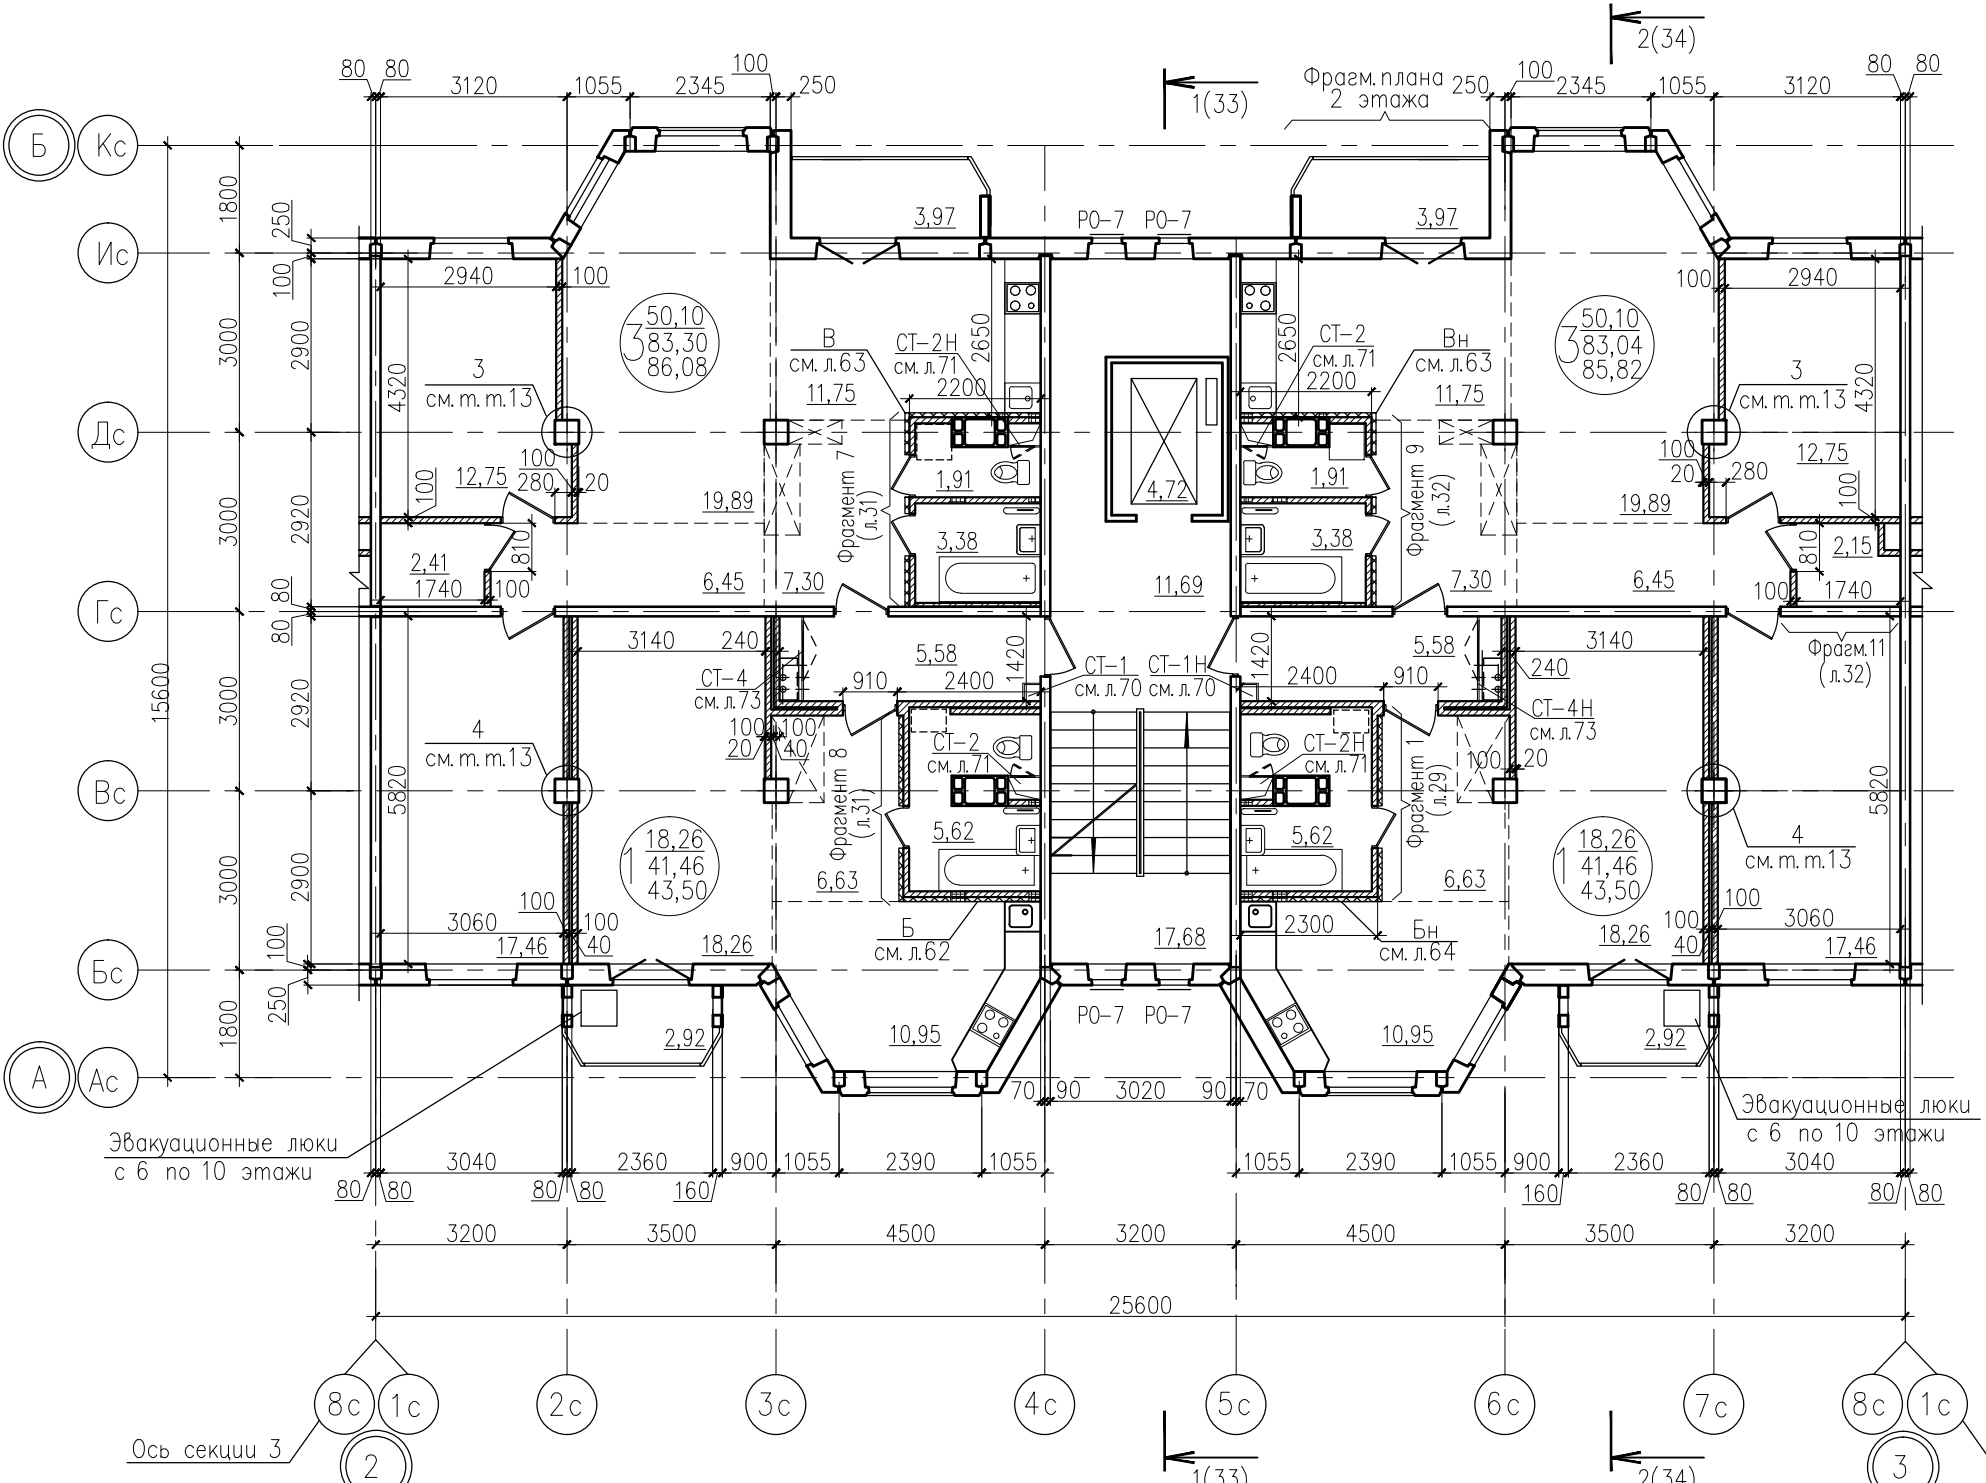 2(34)
1(33)
Фрагм.плана
2 этажа
80 80 3120 1055 2345 100 250
250 100 2345 1055 3120 80 80
Б Кс
1800
3,97 РО-7 РО-7 3,97
250
Ис
100
2940 100
100 2940
3 50,10
83,30
86,08
3 50,10
83,04
85,82
3000 2900 4320
2650 2650
4320
В
см.л.63
СТ-2Н
см.л.71
СТ-2
см.л.71
Вн
см.л.63
3
см.т.т.13
3
см.т.т.13
11,75 2200
2200 11,75
Дс
100
280 20
12,75 100
19,89
Фрагмент 7
(л.31)
1,91
4,72
1,91
Фрагмент 9
(л.32)
19,89
100
20 280
12,75
100
3000 2920
3,38 3,38
2,41 810
1740 100
6,45 7,30
11,69
7,30 6,45
810 2,15
100 1740
80
Гс
80
3140 240
5,58
1420
1420
5,58
3140
240
Фрагм.11
(л.32)
15600
3000 2920
СТ-4
см.л.73
910 2400
СТ-1
см.л.70
СТ-1Н
см.л.70
2400 910
СТ-4Н
см.л.73
4
см.т.т.13
100 100
20 40
СТ-2
см.л.71
СТ-2Н
см.л.71
100 20
Фрагмент 8
(л.31)
Фрагмент 1
(л.29)
Вс
5820 5820
1 18,26
41,46
43,50
5,62 5,62
1 18,26
41,46
43,50
4
см.т.т.13
3000 2900
6,63 6,63
100
3060 100
17,46 40
18,26
Б
см.л.62
17,68
2300
Бн
см.л.64
18,26
100
100
40
3060
17,46
100
Бс
250
1800
2,92
10,95
РО-7 РО-7
10,95
2,92
А Ас
70 90 3020 90 70
Эвакуационные люки
с 6 по 10 этажи
Эвакуационные люки
с 6 по 10 этажи
3040 2360 900 1055 2390 1055
1055 2390 1055 900 2360 3040
80 80 80 80 160
160 80 80 80 80
3200 3500 4500 3200 4500 3500 3200
25600
8с 1с 2с 3с 4с 5с 6с 7с 8с 1с
Ось секции 3
2
3
1(33)
2(34)